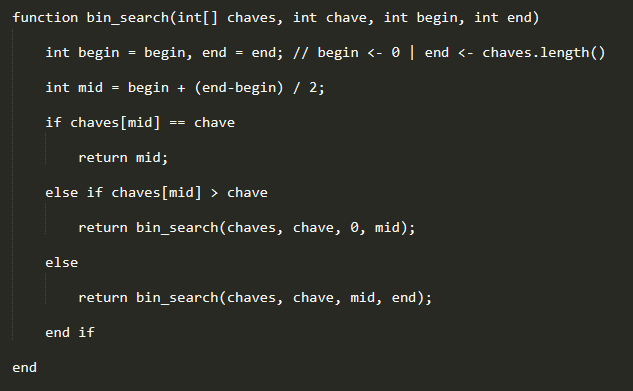 function bin_search(int[] chaves, int chave, int begin, int end)
int begin = begin, end = end; // begin <- 0 | end <- chaves.length()
int mid = begin + (end-begin) / 2;
if chaves[mid] == chave
return mid;
else if chaves[mid] > chave
return bin_search(chaves, chave, 0, mid);
else
return bin_search(chaves, chave, mid, end);
end if
end